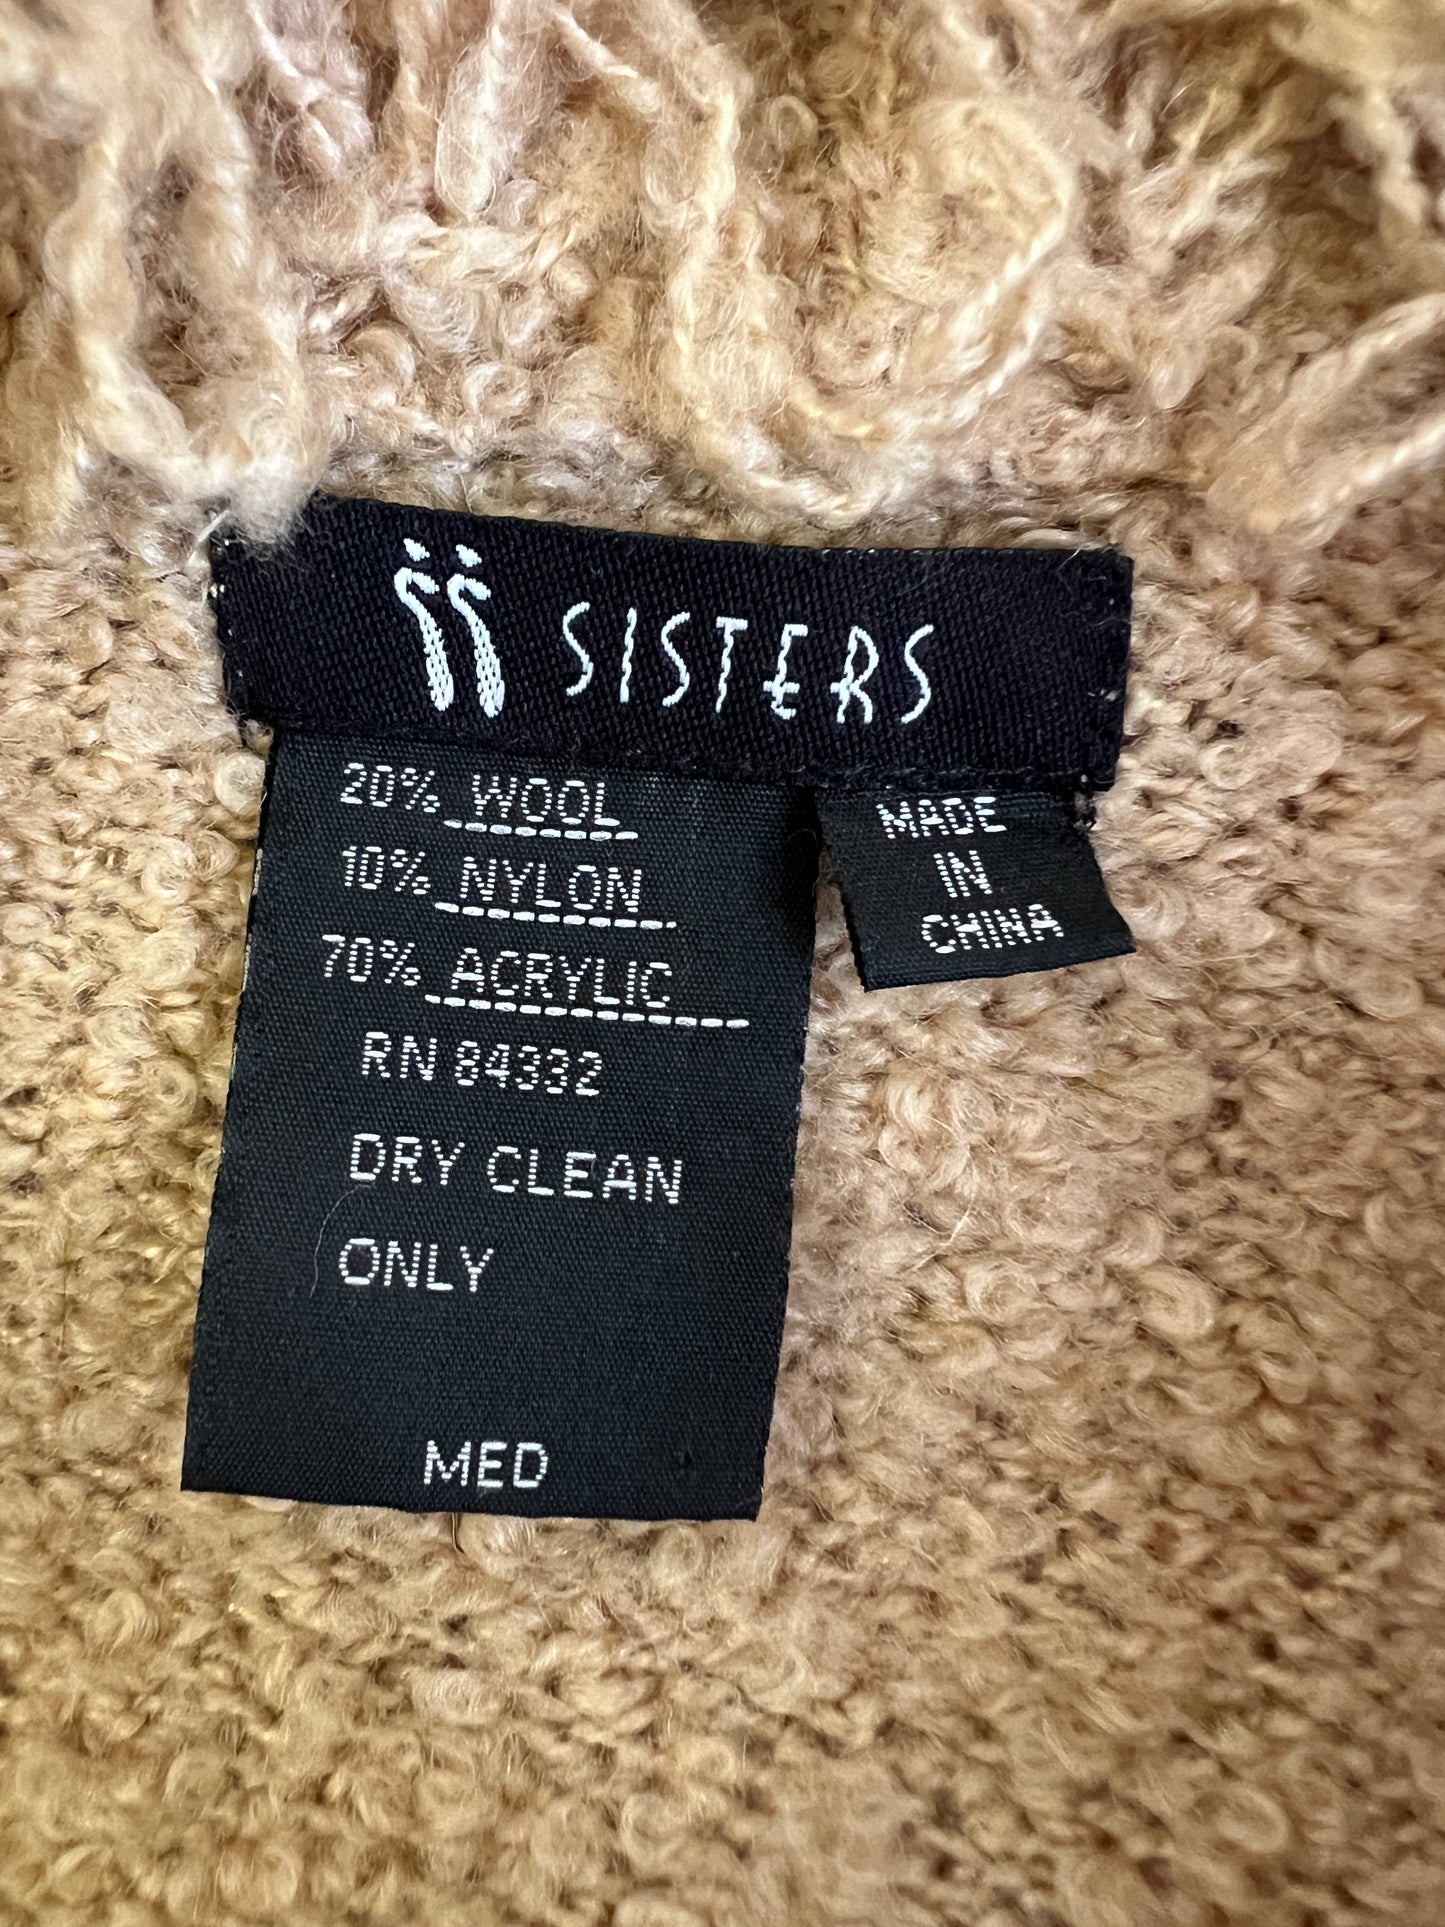 SISTERS
20% WOOL
10% NYLON
70% ACRYLIC
RN 84332
DRY CLEAN
ONLY
MED
MADE
IN
CHINA